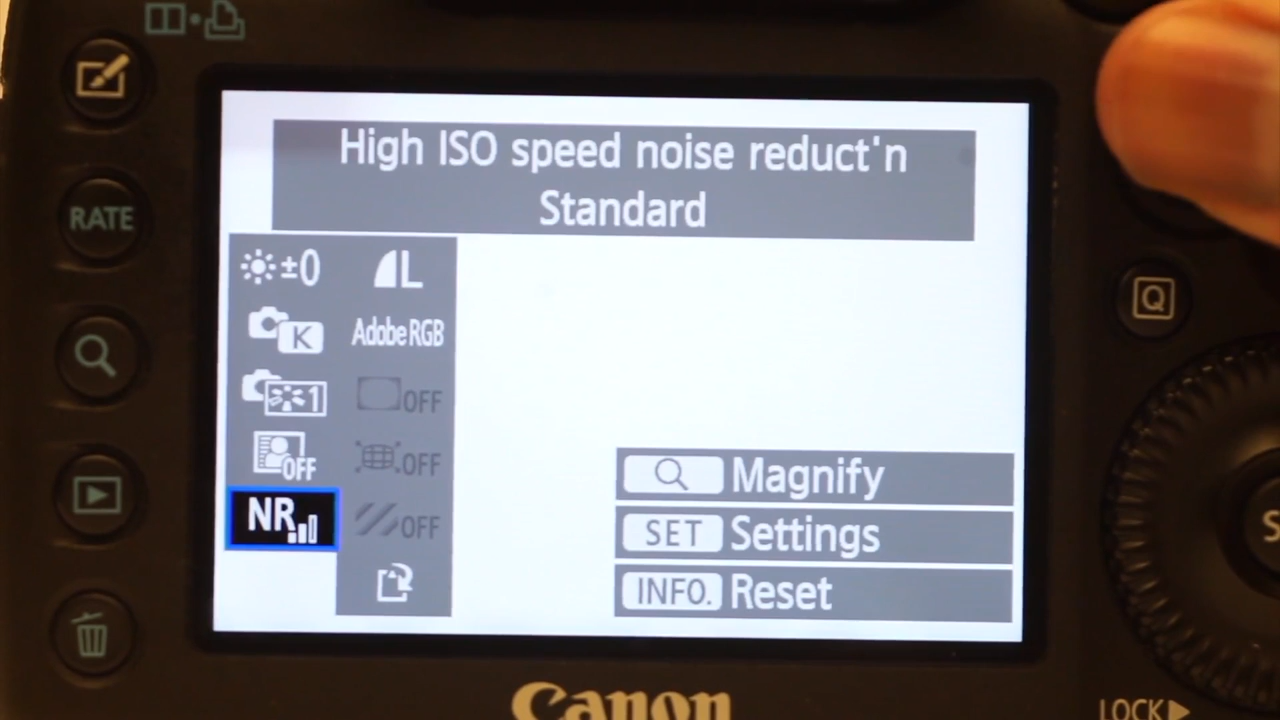 RATE
High ISO speed noise reduct'n
Standard
±0 L
K Adobe RGB
1 OFF
OFF OFF
NR OFF
Magnify
SET Settings
INFO. Reset
Q
S
Canon
LOCK